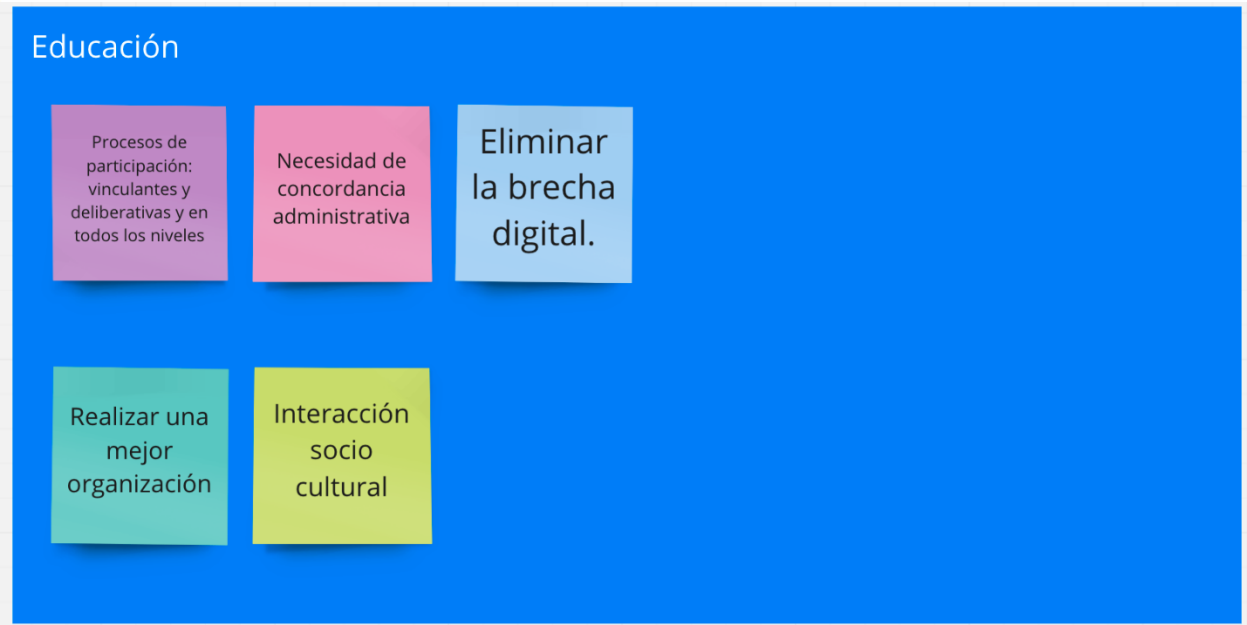 Educación
Procesos de
participación:
vinculantes y
deliberativas y en
todos los niveles
Necesidad de
concordancia
administrativa
Eliminar
la brecha
digital.
Realizar una
mejor
organización
Interacción
socio
cultural